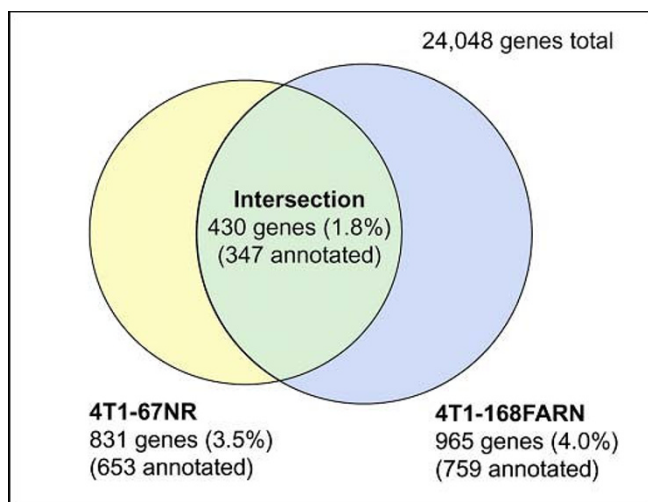 24,048 genes total
Intersection
430 genes (1.8%)
(347 annotated)
4T1-67NR
831 genes (3.5%)
(653 annotated)
4T1-168FARN
965 genes (4.0%)
(759 annotated)